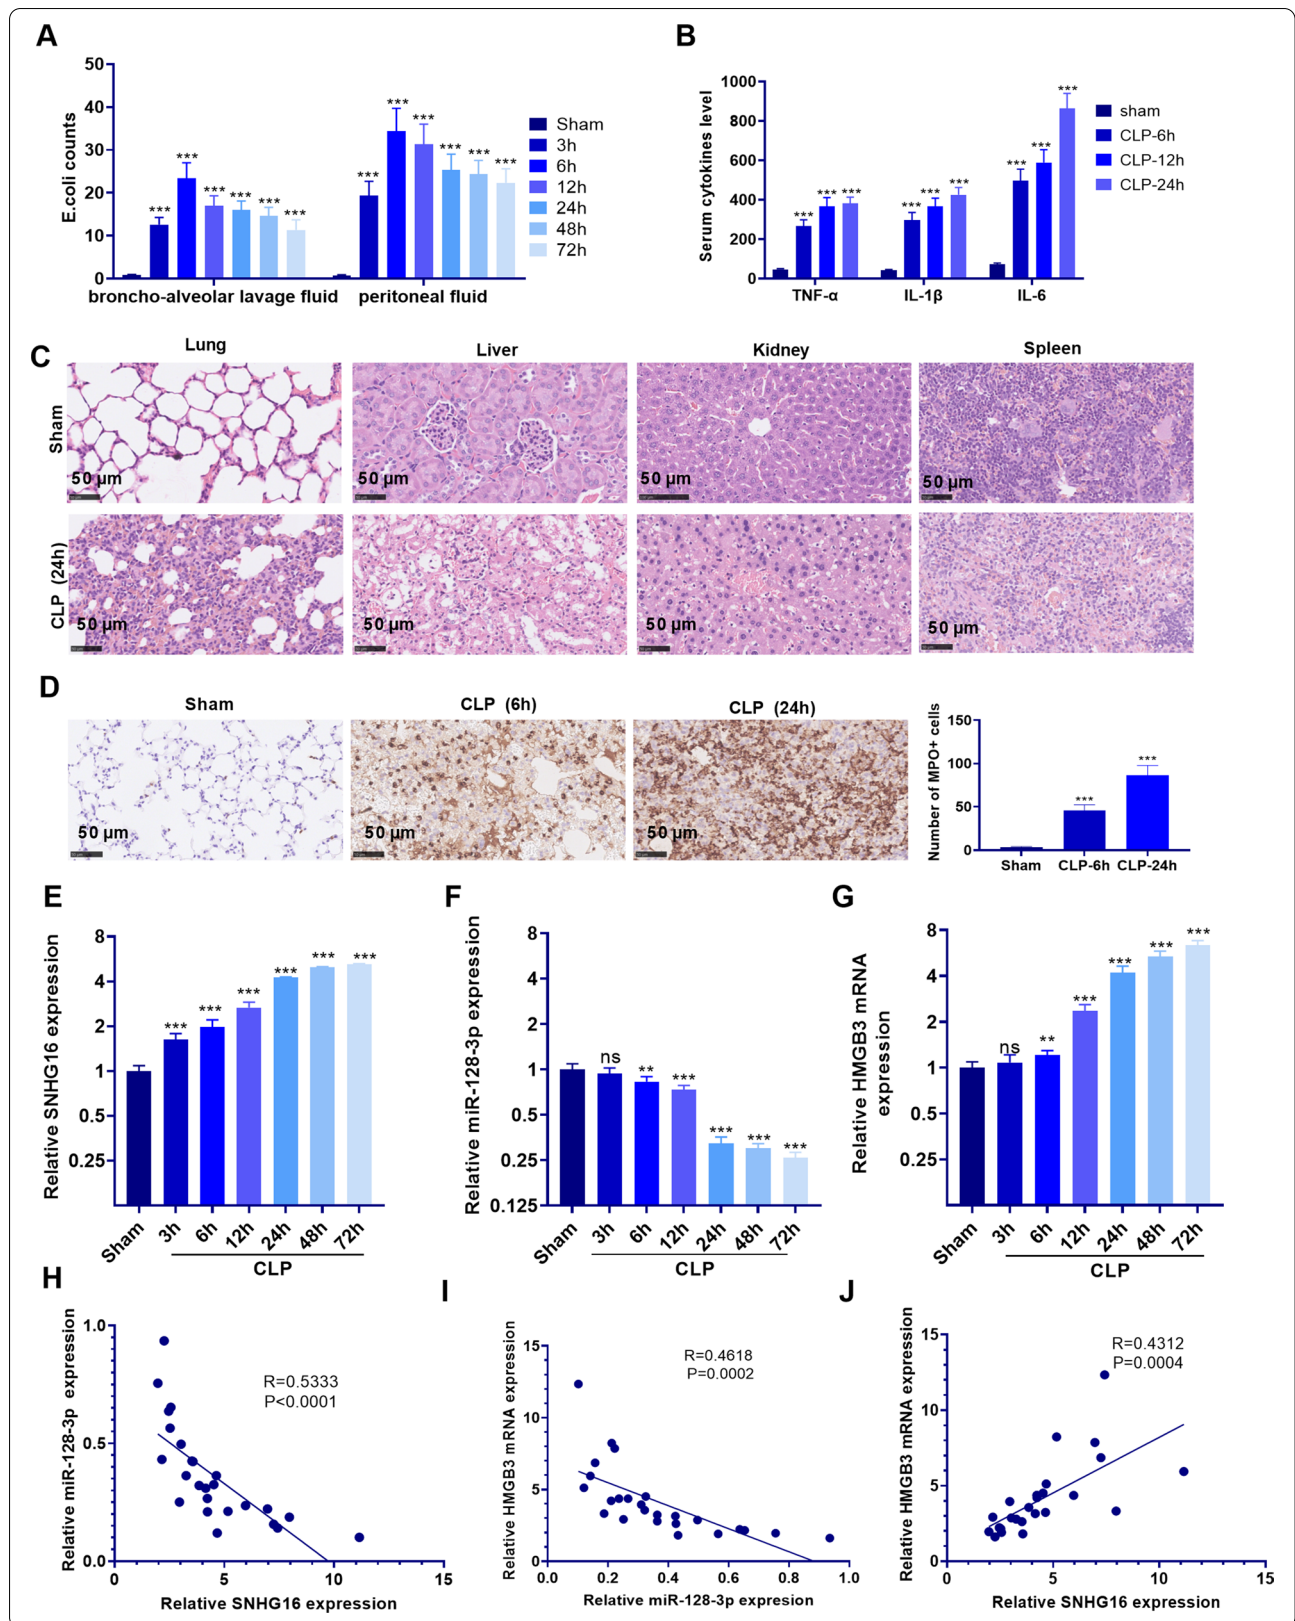 A
E.coli counts
50
40
30
20
10
0
*** *** *** *** *** ***
*** *** *** *** *** ***
broncho-alveolar lavage fluid peritoneal fluid
Sham
3h
6h
12h
24h
48h
72h
B
Serum cytokines level
1000
800
600
400
200
0
*** *** *** *** *** *** *** *** ***
TNF-α IL-1β IL-6
sham
CLP-6h
CLP-12h
CLP-24h
C
Lung Liver Kidney Spleen
Sham
50 μm 50 μm 50 μm 50 μm
CLP (24h)
50 μm 50 μm 50 μm 50 μm
D
Sham CLP (6h) CLP (24h)
50 μm 50 μm 50 μm
Number of MPO+ cells
150
100
50
0
*** ***
Sham CLP-6h CLP-24h
E
Relative SNHG16 expression
8
4
2
1
0.5
0.25
*** *** *** *** *** ***
Sham 3h 6h 12h 24h 48h 72h
CLP
F
Relative miR-128-3p expression
8
4
2
1
0.5
0.25
0.125
ns ** *** *** *** ***
Sham 3h 6h 12h 24h 48h 72h
CLP
G
Relative HMGB3 mRNA
expression
8
4
2
1
0.5
0.25
ns ** *** *** *** ***
Sham 3h 6h 12h 24h 48h 72h
CLP
H
Relative miR-128-3p expression
1.0
0.5
0.0
R=0.5333
P<0.0001
0 5 10 15
Relative SNHG16 expression
I
Relative HMGB3 mRNA expression
15
10
5
0
R=0.4618
P=0.0002
0.0 0.2 0.4 0.6 0.8 1.0
Relative miR-128-3p expresion
J
Relative HMGB3 mRNA expression
15
10
5
0
R=0.4312
P=0.0004
0 5 10 15
Relative SNHG16 expression